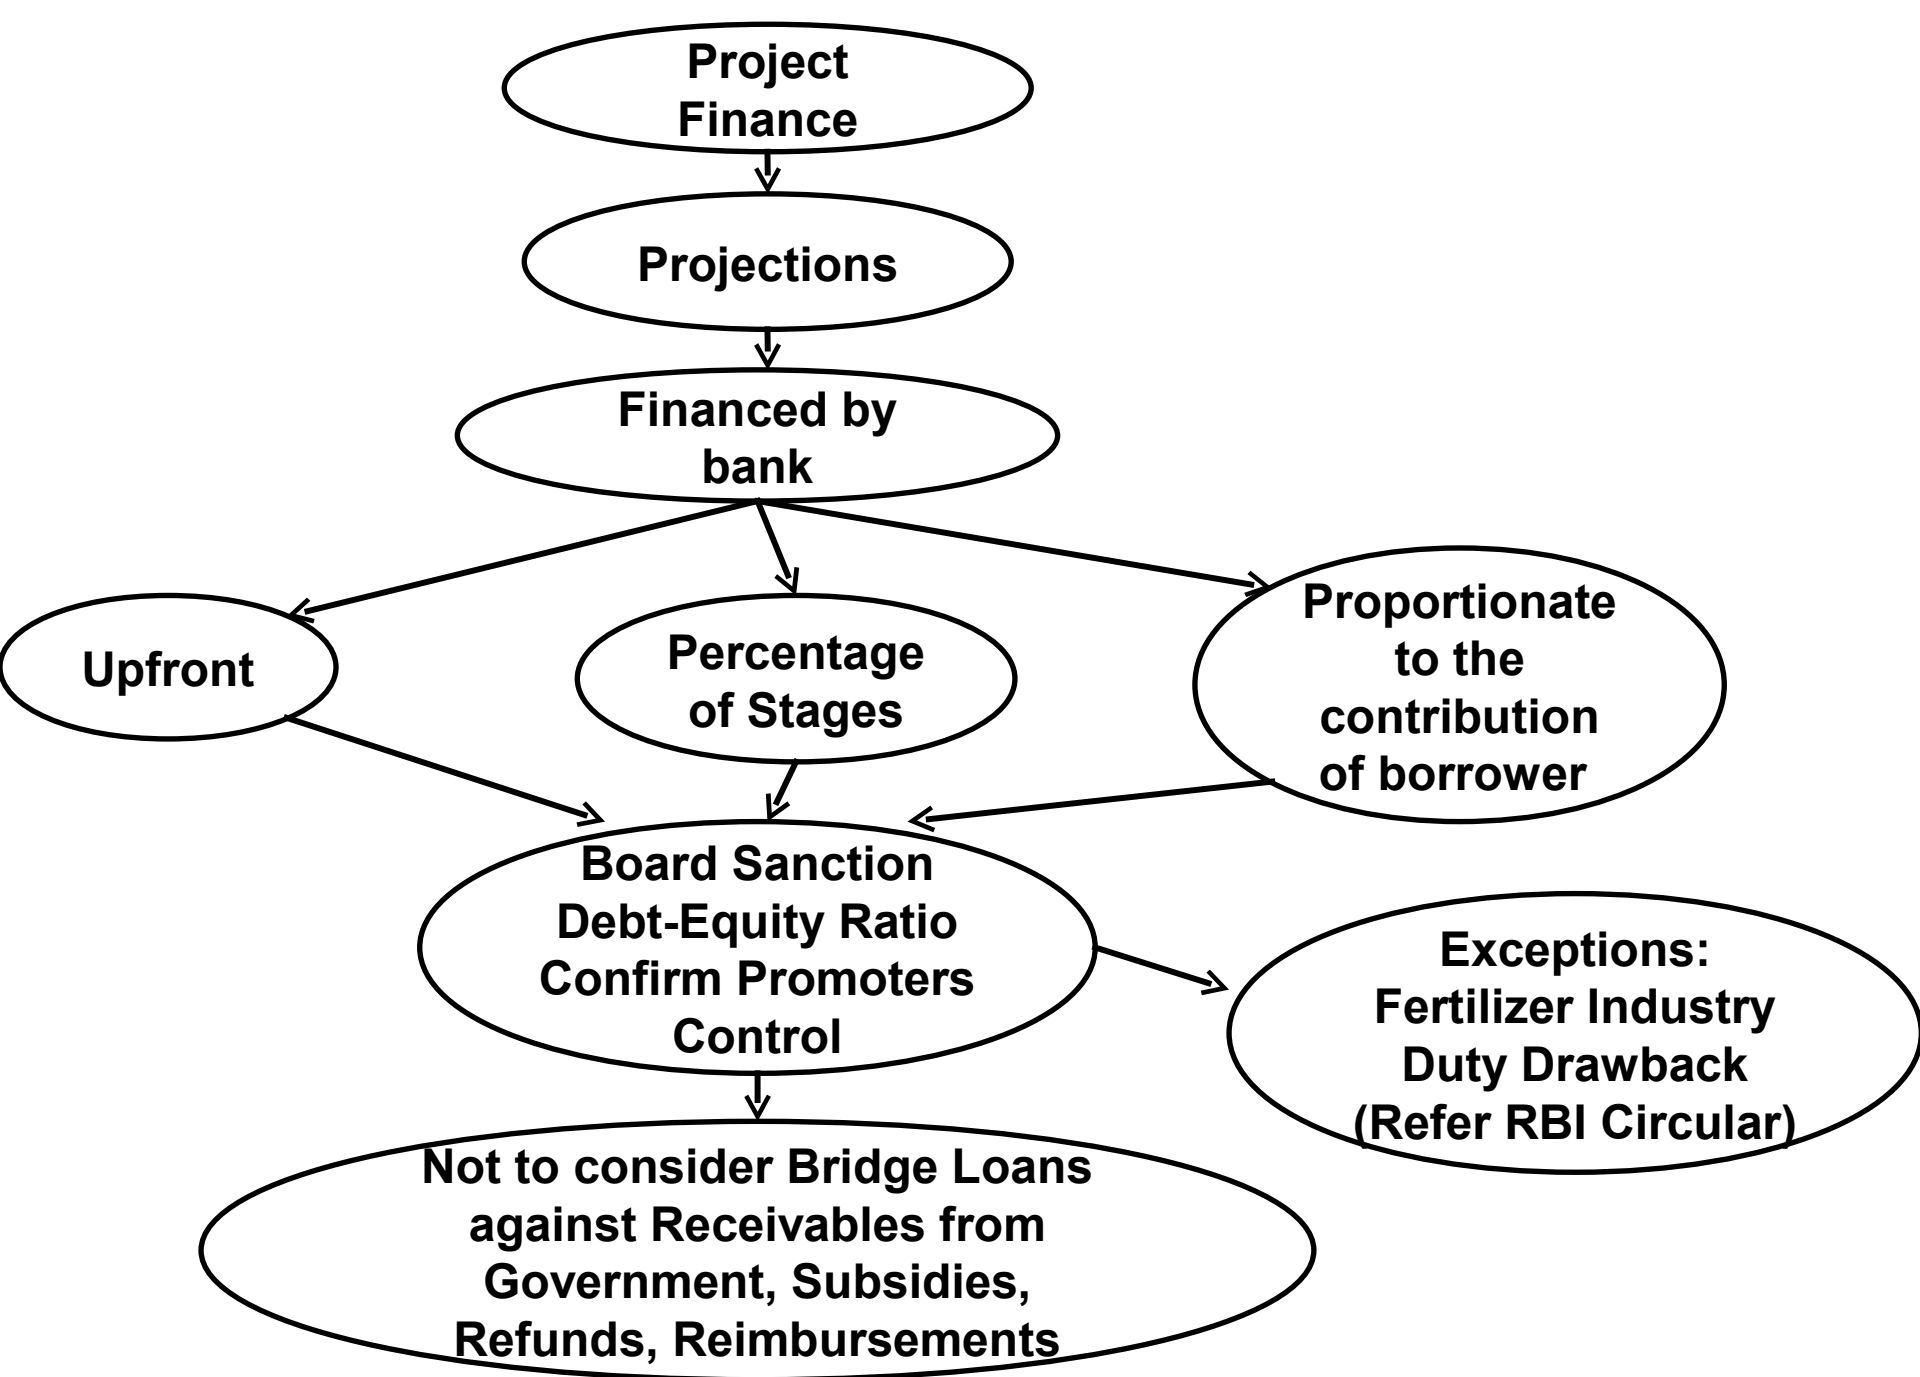 Project
Finance
Projections
Financed by
bank
Upfront
Percentage
of Stages
Proportionate
to the
contribution
of borrower
Board Sanction
Debt-Equity Ratio
Confirm Promoters
Control
Exceptions:
Fertilizer Industry
Duty Drawback
(Refer RBI Circular)
Not to consider Bridge Loans
against Receivables from
Government, Subsidies,
Refunds, Reimbursements